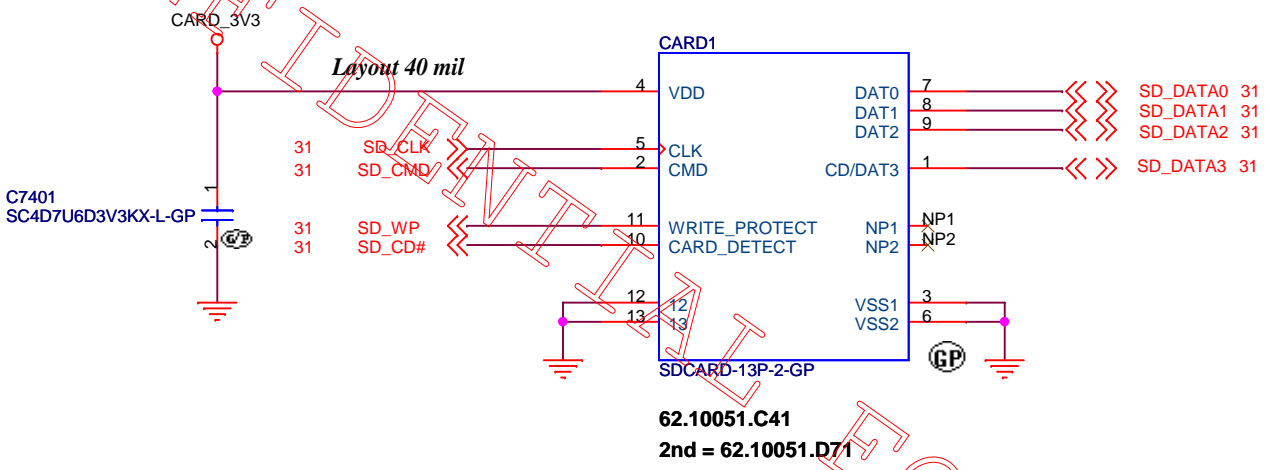 CARD_3V3
CARD1
Layout 40 mil
4 VDD DAT0 7 SD_DATA0 31
DAT1 8 SD_DATA1 31
DAT2 9 SD_DATA2 31
31 SD_CLK 5 CLK
31 SD_CMD 2 CMD CD/DAT3 1 SD_DATA3 31
C7401
SC4D7U6D3V3KX-L-GP
1
2
31 SD_WP 11 WRITE_PROTECT NP1 NP1
31 SD_CD# 10 CARD_DETECT NP2 NP2
12 12 VSS1 3
13 13 VSS2 6
GP
SDCARD-13P-2-GP
62.10051.C41
2nd = 62.10051.D71
FIDENTIAL